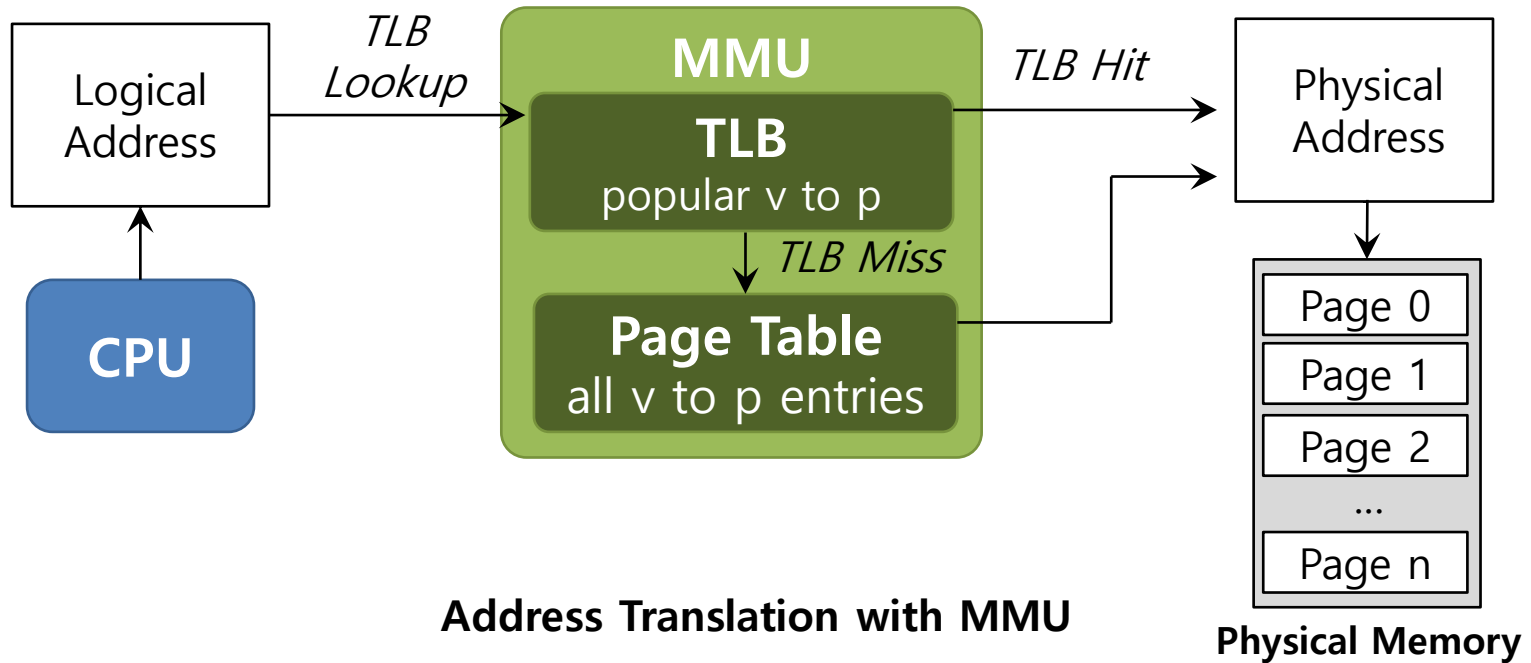 Logical
Address
TLB
Lookup
CPU
MMU
TLB
popular v to p
TLB Miss
Page Table
all v to p entries
TLB Hit
Physical
Address
Page 0
Page 1
Page 2
...
Page n
Physical Memory
Address Translation with MMU